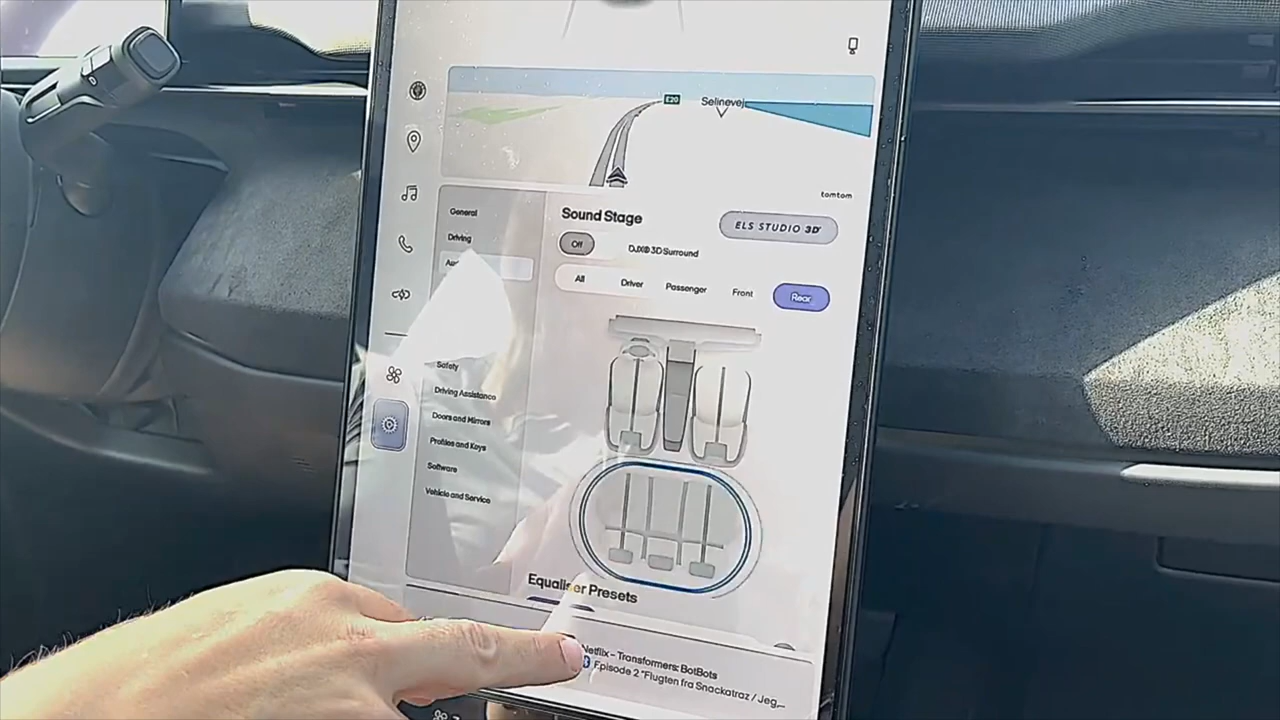 E20
Selinevej
tomtom
General
Driving
Safety
Driving Assistance
Doors and Mirrors
Profiles and Keys
Software
Vehicle and Service
Sound Stage
ELS STUDIO 3D
Off
3D Surround
All
Driver
Passenger
Front
Rear
Equaliser Presets
Netflix – Transformers: BotBots
Episode 2 "Flugten fra Snackatraz / Jeg,...